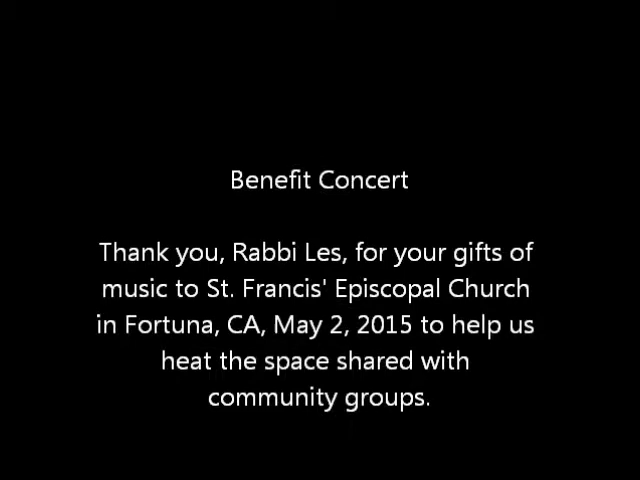 Benefit Concert
Thank you, Rabbi Les, for your gifts of
music to St. Francis' Episcopal Church
in Fortuna, CA, May 2, 2015 to help us
heat the space shared with
community groups.